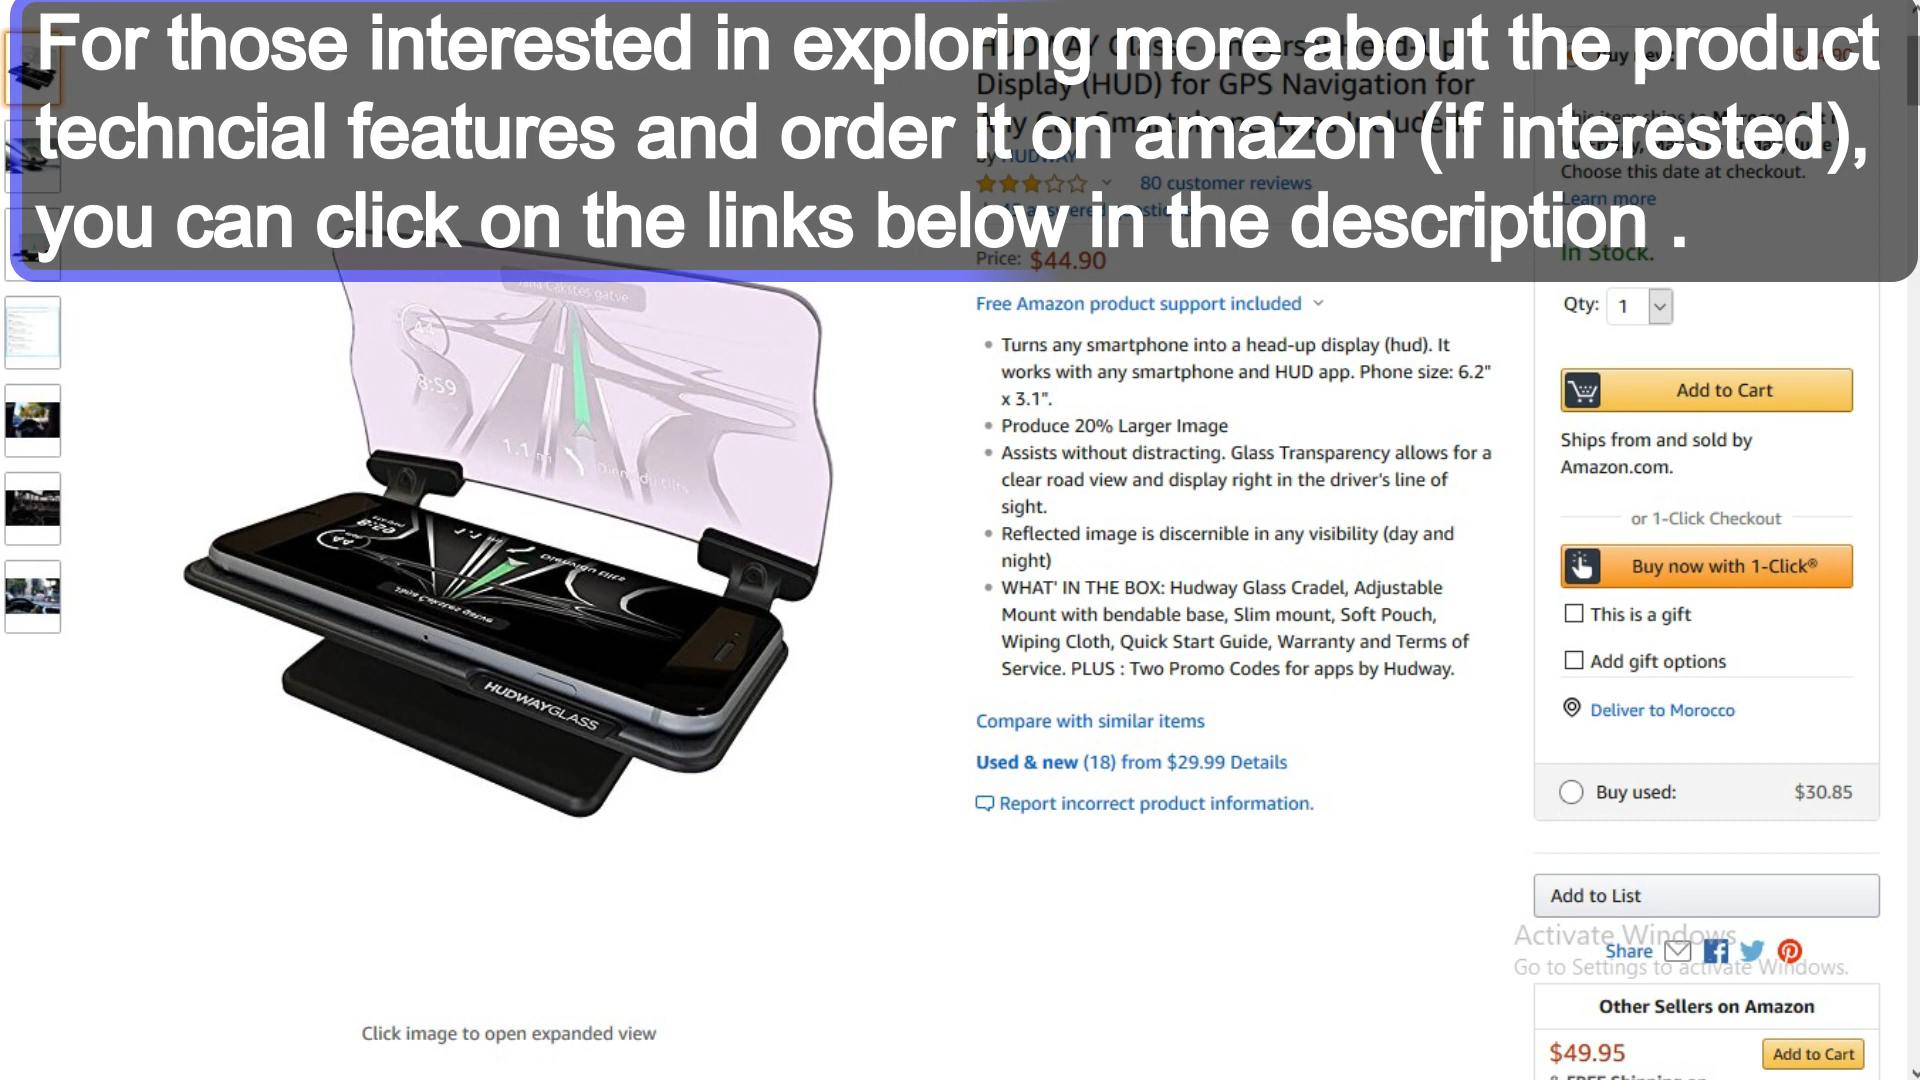 For those interested in exploring more about the product
techncial features and order it on amazon (if interested),
you can click on the links below in the description .
Display (HUD) for GPS Navigation for
by HUDWAY
80 customer reviews
Price: $44.90
Free Amazon product support included
Turns any smartphone into a head-up display (hud). It
works with any smartphone and HUD app. Phone size: 6.2"
x 3.1".
Produce 20% Larger Image
Assists without distracting. Glass Transparency allows for a
clear road view and display right in the driver's line of
sight.
Reflected image is discernible in any visibility (day and
night)
WHAT' IN THE BOX: Hudway Glass Cradel, Adjustable
Mount with bendable base, Slim mount, Soft Pouch,
Wiping Cloth, Quick Start Guide, Warranty and Terms of
Service. PLUS : Two Promo Codes for apps by Hudway.
Compare with similar items
Used & new (18) from $29.99 Details
Report incorrect product information.
Choose this date at checkout.
Learn more
In Stock.
Qty: 1
Add to Cart
Ships from and sold by
Amazon.com.
or 1-Click Checkout
Buy now with 1-Click®
This is a gift
Add gift options
Deliver to Morocco
Buy used: $30.85
Add to List
Activate Windows
Share
Go to Settings to activate Windows.
Other Sellers on Amazon
$49.95 Add to Cart
8:59
1.1
HUDWAYGLASS
Click image to open expanded view